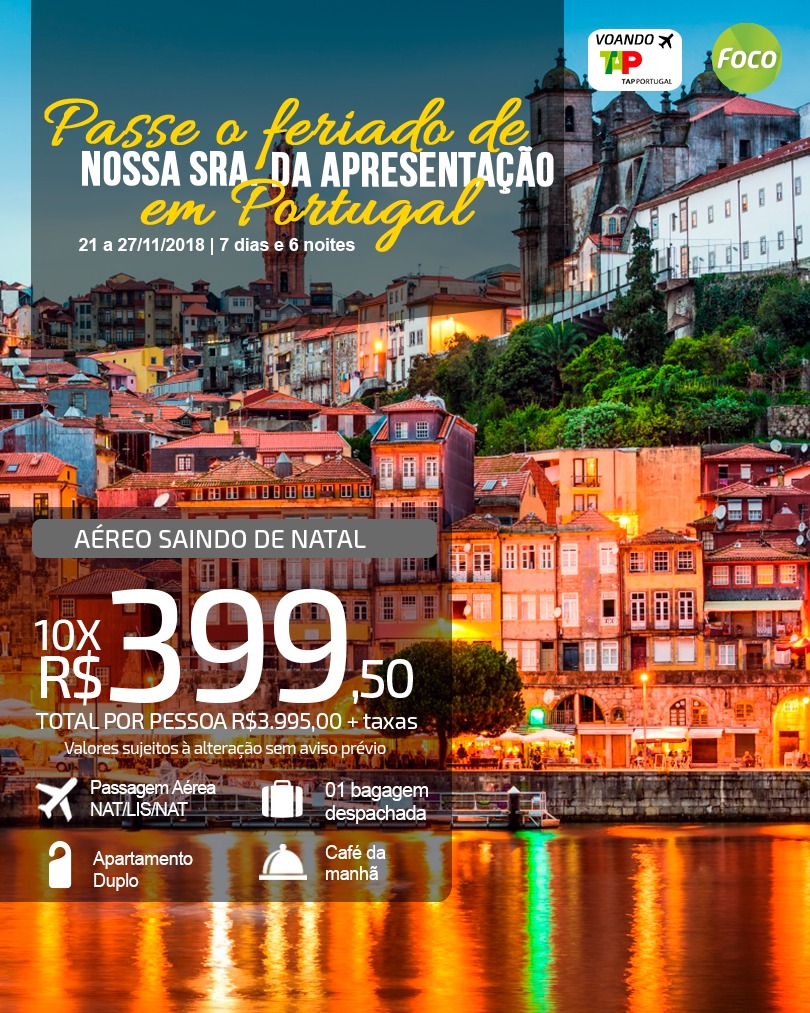 VOANDO
TAP
TAP PORTUGAL
FOCO
Passe o feriado de
NOSSA SRA DA APRESENTAÇÃO
em Portugal
21 a 27/11/2018 | 7 dias e 6 noites
AÉREO SAINDO DE NATAL
10X
R$399,50
TOTAL POR PESSOA R$3.995,00 + taxas
Valores sujeitos à alteração sem aviso prévio
Passagem Aérea
NAT/LIS/NAT
01 bagagem
despachada
Apartamento
Duplo
Café da
manhã